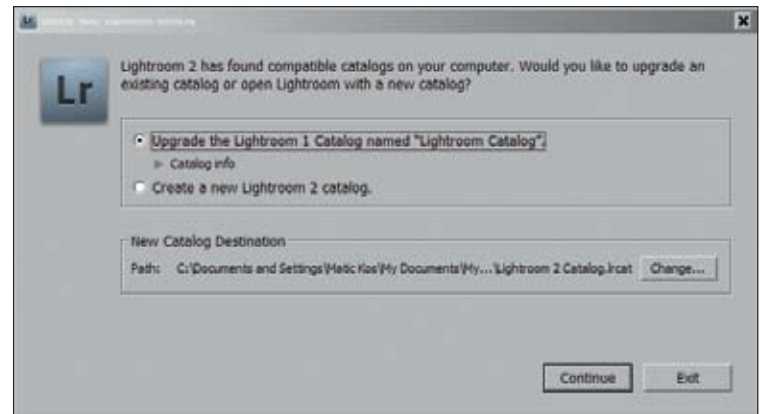 Lr
Lightroom 2 has found compatible catalogs on your computer. Would you like to upgrade an
existing catalog or open Lightroom with a new catalog?
Lr
Upgrade the Lightroom 1 Catalog named "Lightroom Catalog".
Catalog info
Create a new Lightroom 2 catalog.
New Catalog Destination
Path: C:\Documents and Settings\Matic Kos\My Documents\My...\Lightroom 2 Catalog.lrcat Change...
Continue Exit